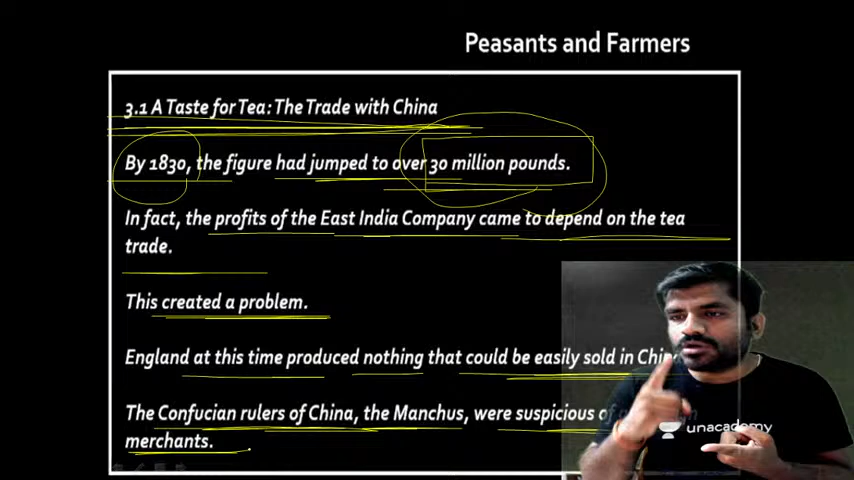 Peasants and Farmers
3.1 A Taste for Tea: The Trade with China
By 1830, the figure had jumped to over 30 million pounds.
In fact, the profits of the East India Company came to depend on the tea
trade.
This created a problem.
England at this time produced nothing that could be easily sold in
The Confucian rulers of China, the Manchus, were suspicious
merchants.
unacademy